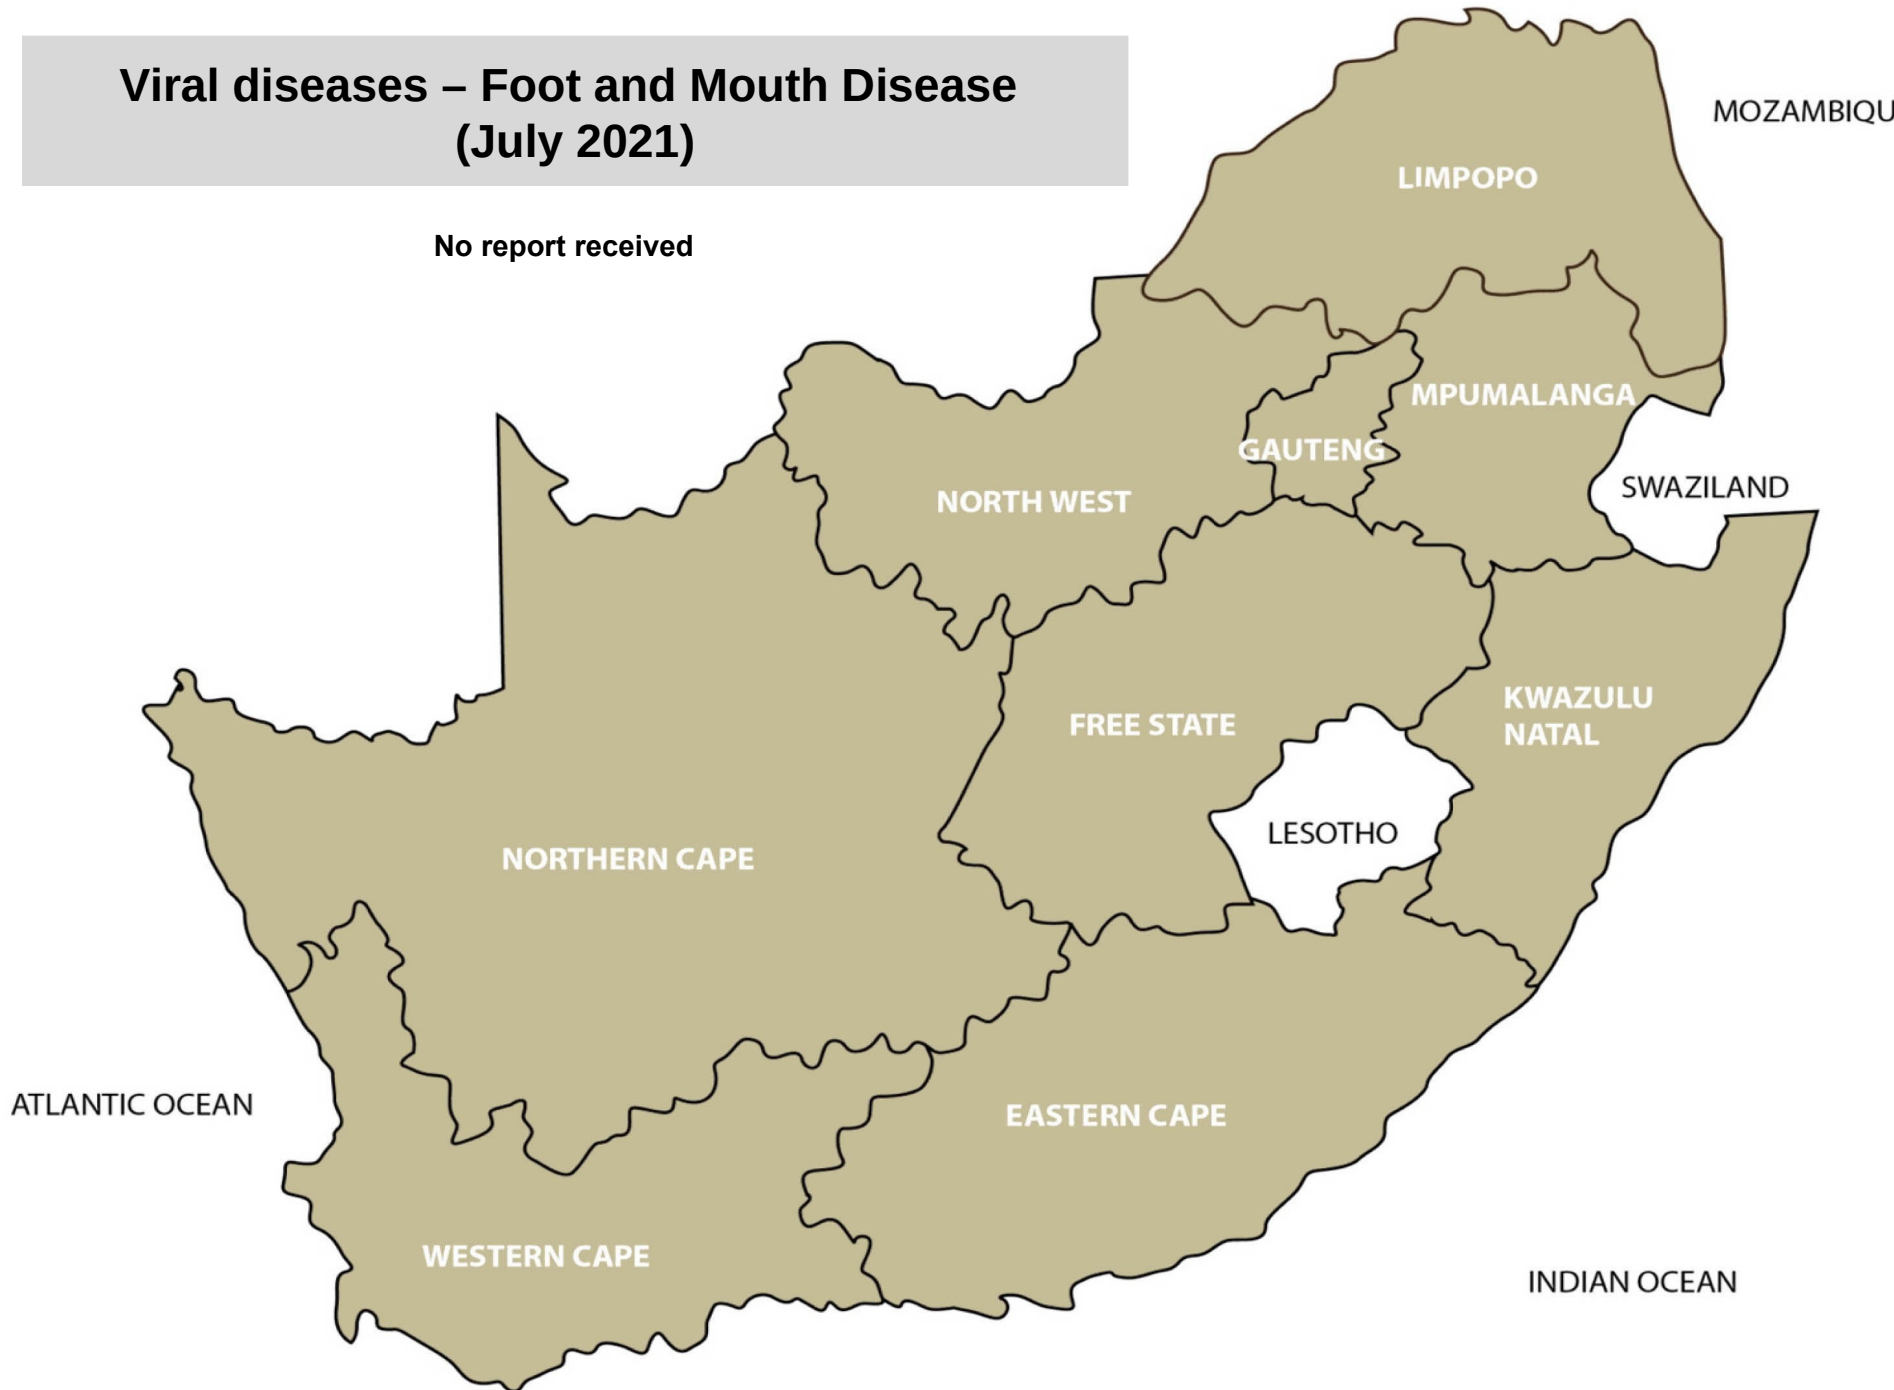 Viral diseases – Foot and Mouth Disease
(July 2021)
No report received
MOZAMBIQU
LIMPOPO
MPUMALANGA
GAUTENG
SWAZILAND
NORTH WEST
KWAZULU
NATAL
FREE STATE
LESOTHO
NORTHERN CAPE
ATLANTIC OCEAN
EASTERN CAPE
WESTERN CAPE
INDIAN OCEAN